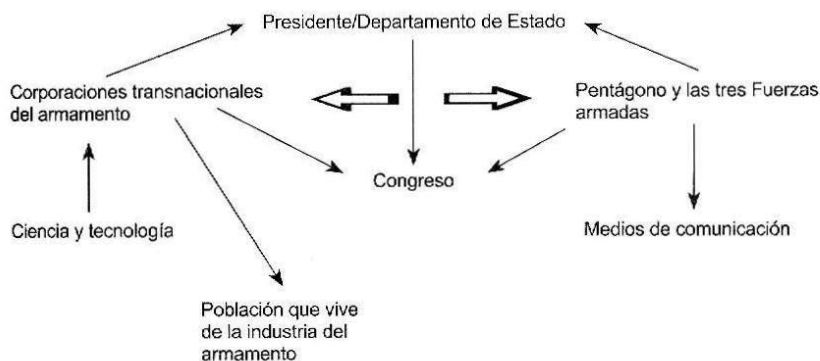 Presidente/Departamento de Estado
Corporaciones transnacionales
del armamento
Pentágono y las tres Fuerzas
armadas
Congreso
Ciencia y tecnología
Medios de comunicación
Población que vive
de la industria del
armamento